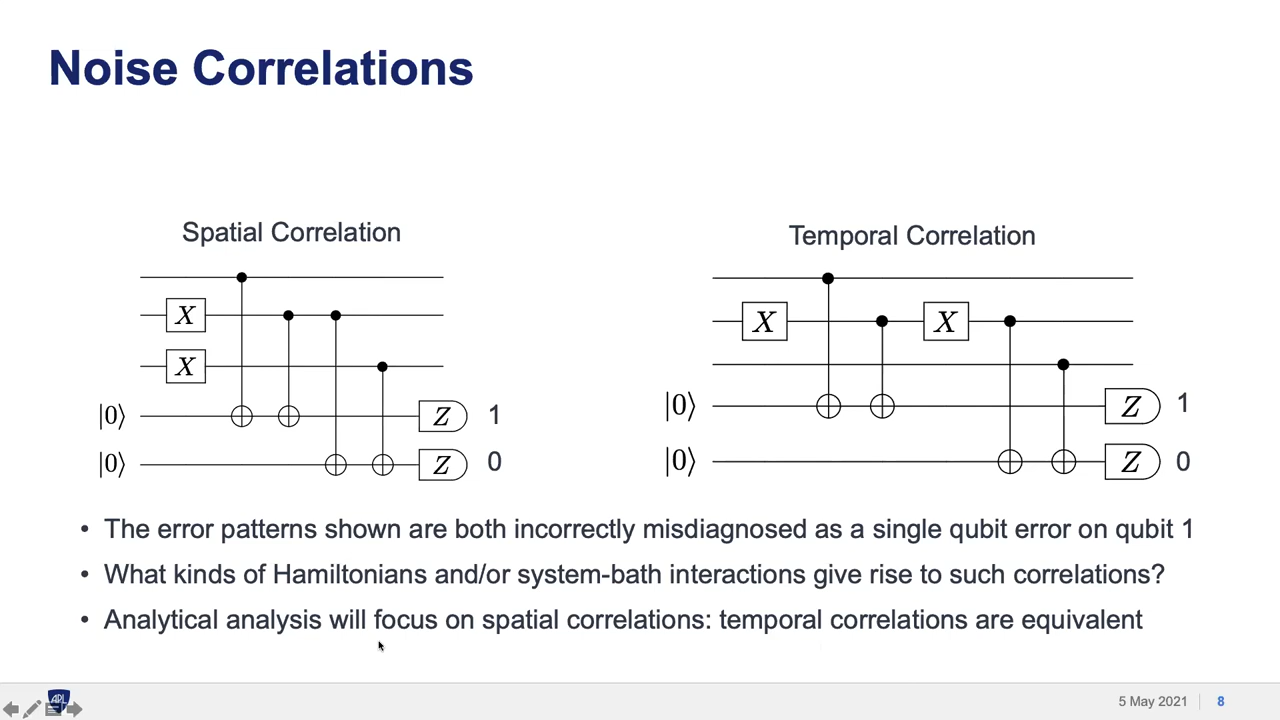 Noise Correlations
Spatial Correlation
X
X
|0⟩ Z 1
|0⟩ Z 0
Temporal Correlation
X X
|0⟩ Z 1
|0⟩ Z 0
• The error patterns shown are both incorrectly misdiagnosed as a single qubit error on qubit 1
• What kinds of Hamiltonians and/or system-bath interactions give rise to such correlations?
• Analytical analysis will focus on spatial correlations: temporal correlations are equivalent
APL
5 May 2021 8